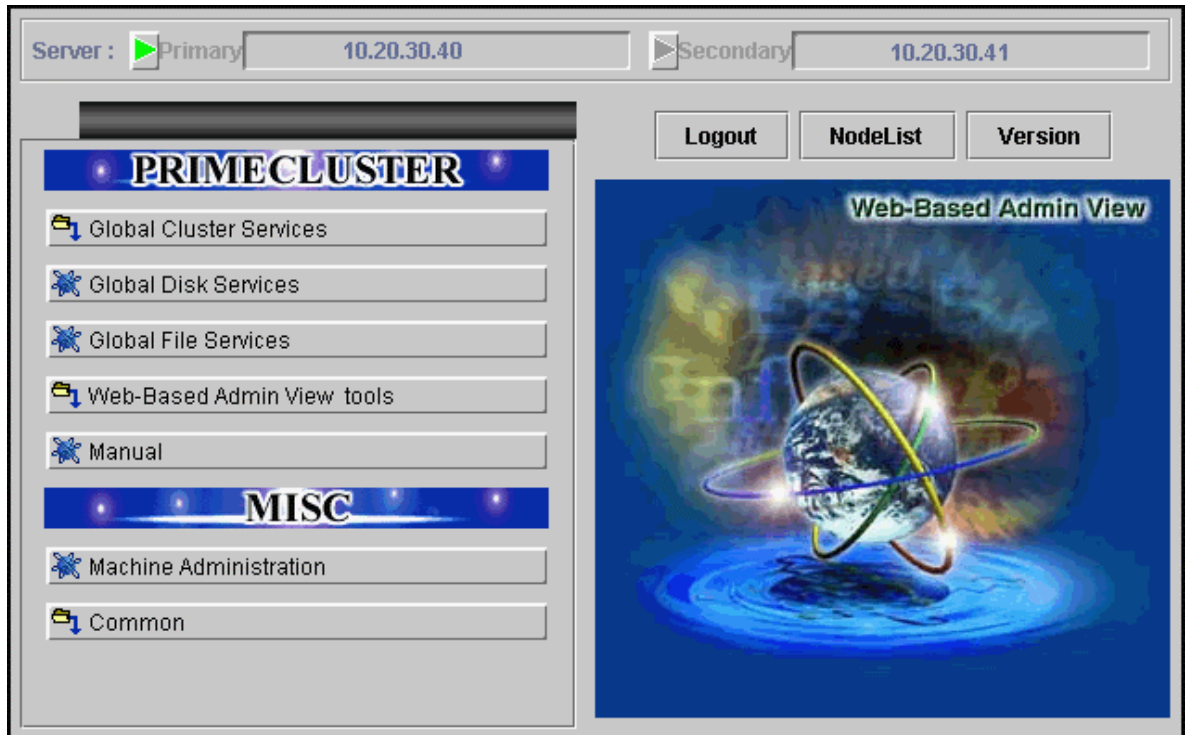 Server : Primary 10.20.30.40 Secondary 10.20.30.41
Logout NodeList Version
PRIMECLUSTER
Global Cluster Services
Global Disk Services
Global File Services
Web-Based Admin View tools
Manual
MISC
Machine Administration
Common
Web-Based Admin View